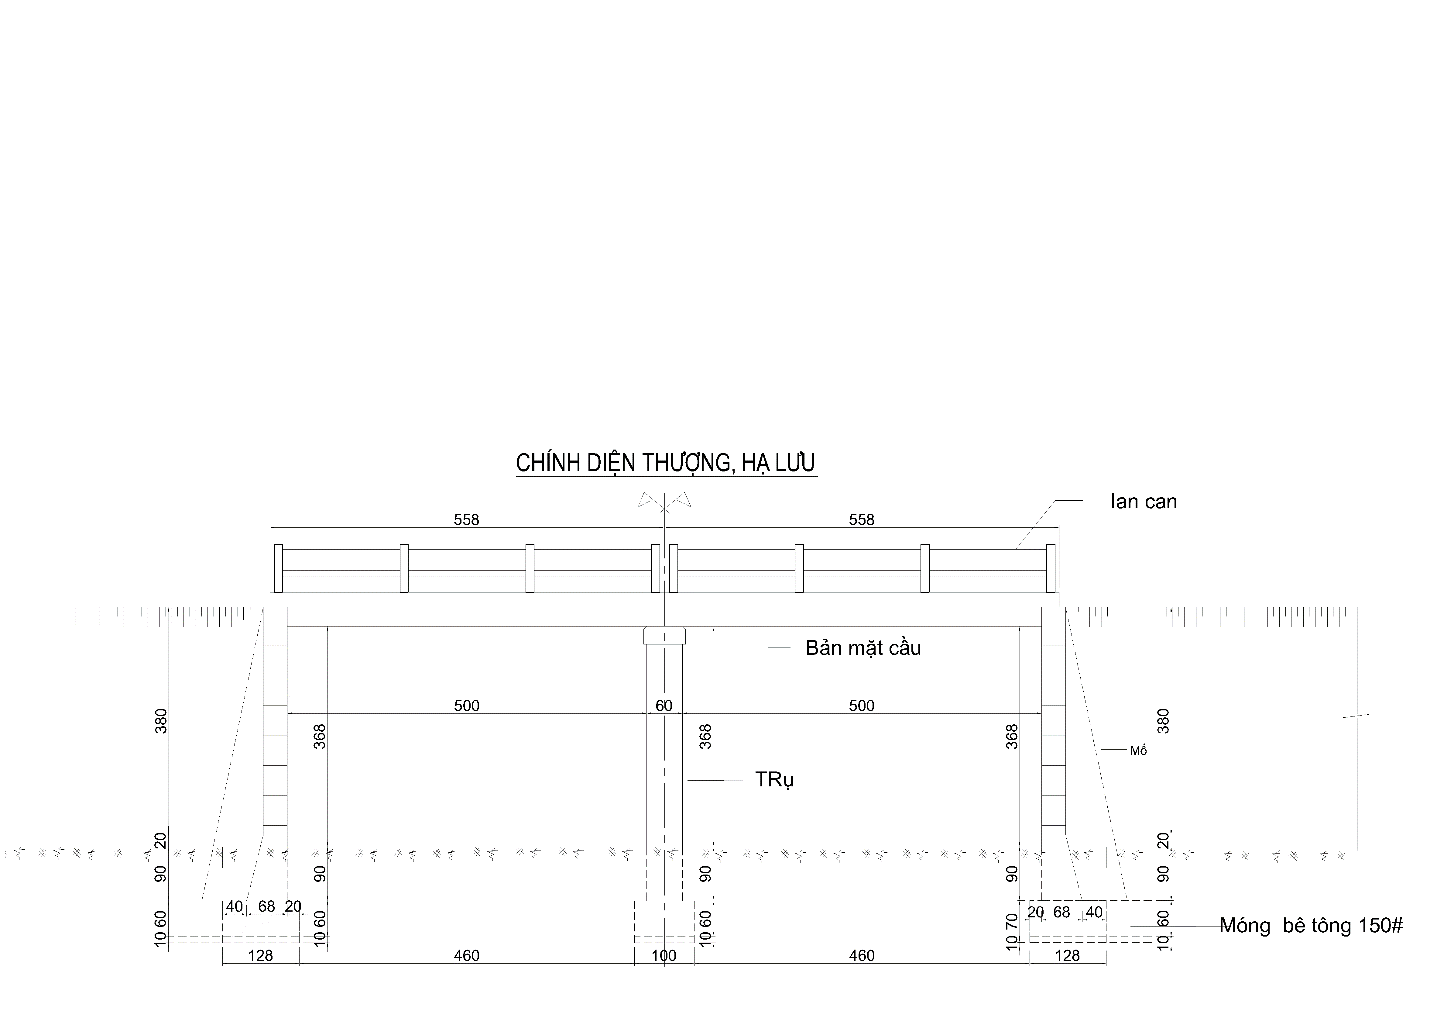 CHÍNH DIỆN THƯỢNG, HẠ LƯU
lan can
558 558
Bản mặt cầu
500 60 500
380 368 368 368 380
Mố
TRụ
20 20
90 90 90 90 90
40 68 20 20 68 40
60 60 60 70 60
Móng bê tông 150#
10 10 10 10 10
128 460 100 460 128